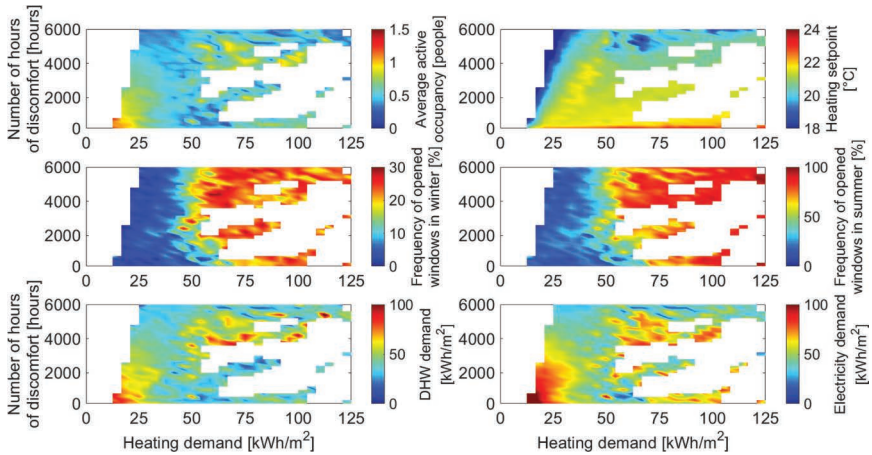 Number of hours
of discomfort [hours]
6000
4000
2000
0
0 25 50 75 100 125
1.5
1
0.5
0
Average active
occupancy [people]
6000
4000
2000
0
0 25 50 75 100 125
24
22
20
18
Heating setpoint
[°C]
6000
4000
2000
0
0 25 50 75 100 125
30
20
10
0
Frequency of opened
windows in winter [%]
6000
4000
2000
0
0 25 50 75 100 125
100
50
0
Frequency of opened
windows in summer [%]
Number of hours
of discomfort [hours]
6000
4000
2000
0
0 25 50 75 100 125
Heating demand [kWh/m²]
100
50
0
DHW demand
[kWh/m²]
6000
4000
2000
0
0 25 50 75 100 125
Heating demand [kWh/m²]
100
50
0
Electricity demand
[kWh/m²]